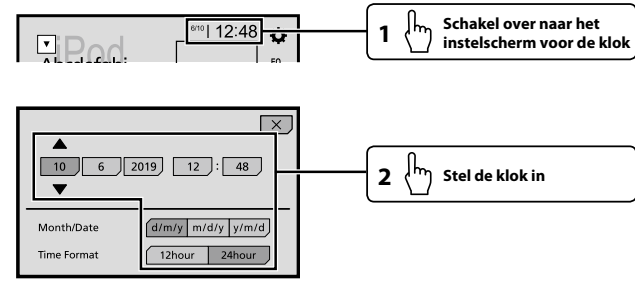 6/10 | 12:48
iPod
1 Schakel over naar het
instelscherm voor de klok
10 6 2019 12 : 48
2 Stel de klok in
Month/Date d/m/y m/d/y y/m/d
Time Format 12hour 24hour